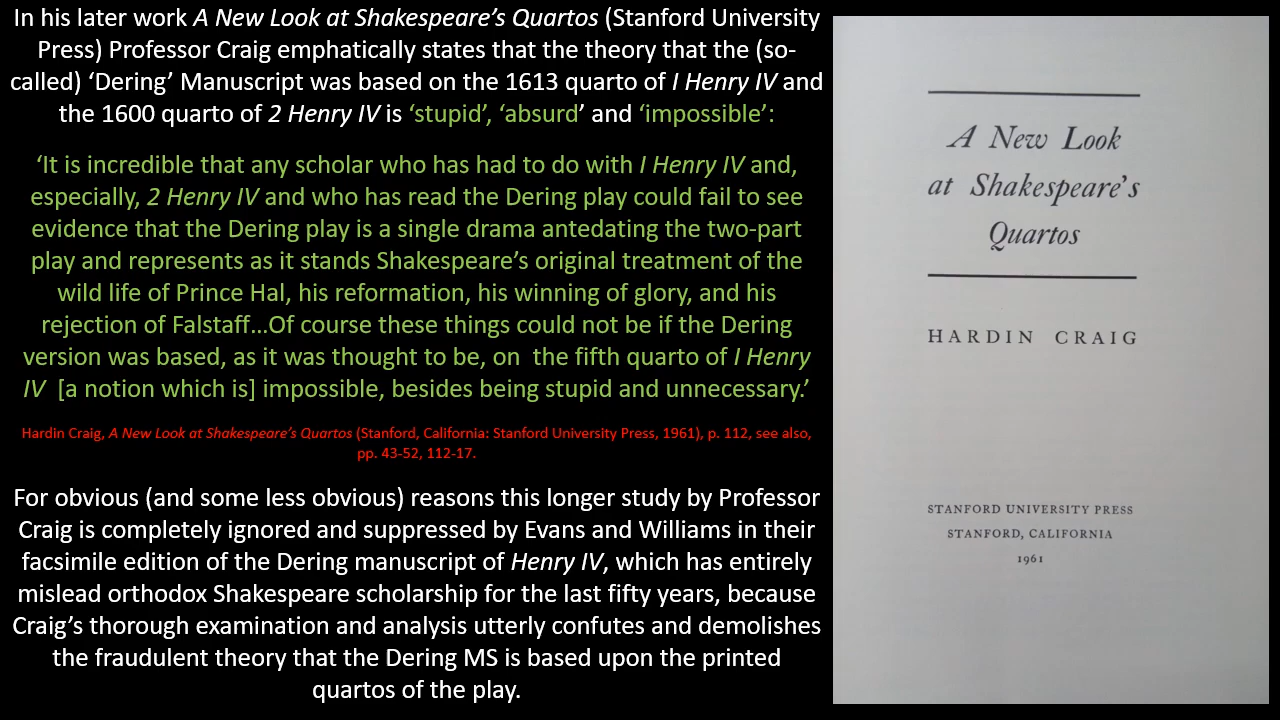 In his later work A New Look at Shakespeare’s Quartos (Stanford University
Press) Professor Craig emphatically states that the theory that the (so-
called) ‘Dering’ Manuscript was based on the 1613 quarto of I Henry IV and
the 1600 quarto of 2 Henry IV is ‘stupid’, ‘absurd’ and ‘impossible’:
‘It is incredible that any scholar who has had to do with I Henry IV and,
especially, 2 Henry IV and who has read the Dering play could fail to see
evidence that the Dering play is a single drama antedating the two-part
play and represents as it stands Shakespeare’s original treatment of the
wild life of Prince Hal, his reformation, his winning of glory, and his
rejection of Falstaff…Of course these things could not be if the Dering
version was based, as it was thought to be, on the fifth quarto of I Henry
IV [a notion which is] impossible, besides being stupid and unnecessary.’
Hardin Craig, A New Look at Shakespeare’s Quartos (Stanford, California: Stanford University Press, 1961), p. 112, see also,
pp. 43-52, 112-17.
For obvious (and some less obvious) reasons this longer study by Professor
Craig is completely ignored and suppressed by Evans and Williams in their
facsimile edition of the Dering manuscript of Henry IV, which has entirely
mislead orthodox Shakespeare scholarship for the last fifty years, because
Craig’s thorough examination and analysis utterly confutes and demolishes
the fraudulent theory that the Dering MS is based upon the printed
quartos of the play.
A New Look
at Shakespeare’s
Quartos
HARDIN CRAIG
STANFORD UNIVERSITY PRESS
STANFORD, CALIFORNIA
1961